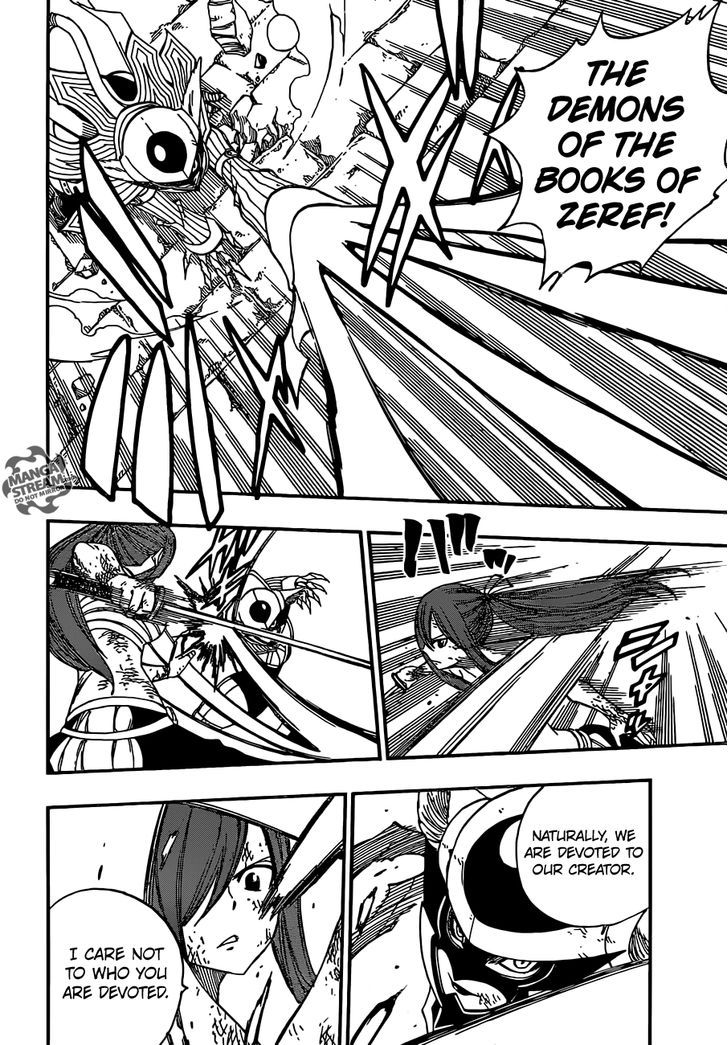 THE
DEMONS
OF THE
BOOKS OF
ZEREF!
MANGA
STREAM.com
DO NOT MIRROR
NATURALLY, WE
ARE DEVOTED TO
OUR CREATOR.
I CARE NOT
TO WHO YOU
ARE DEVOTED.